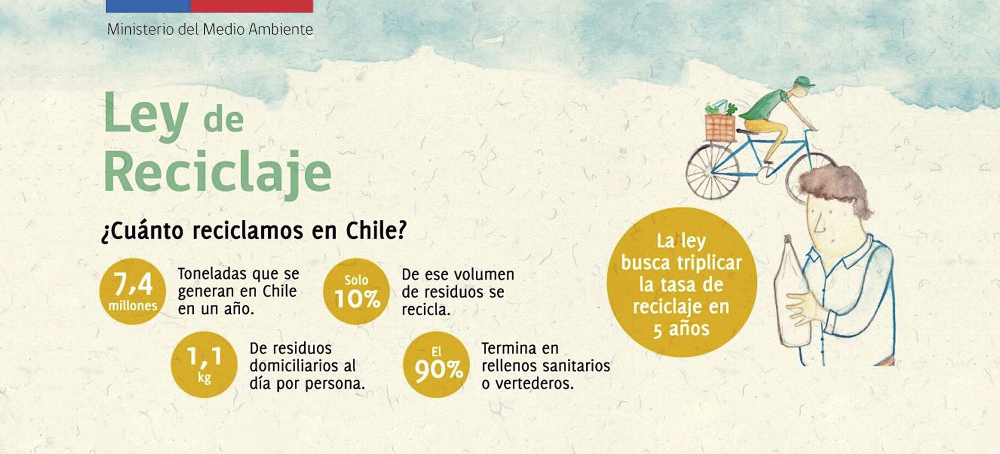 Ministerio del Medio Ambiente
Ley de
Reciclaje
¿Cuánto reciclamos en Chile?
7,4
millones
Toneladas que se
generan en Chile
en un año.
Solo
10%
De ese volumen
de residuos se
recicla.
1,1
kg
De residuos
domiciliarios al
día por persona.
El
90%
Termina en
rellenos sanitarios
o vertederos.
La ley
busca triplicar
la tasa de
reciclaje en
5 años